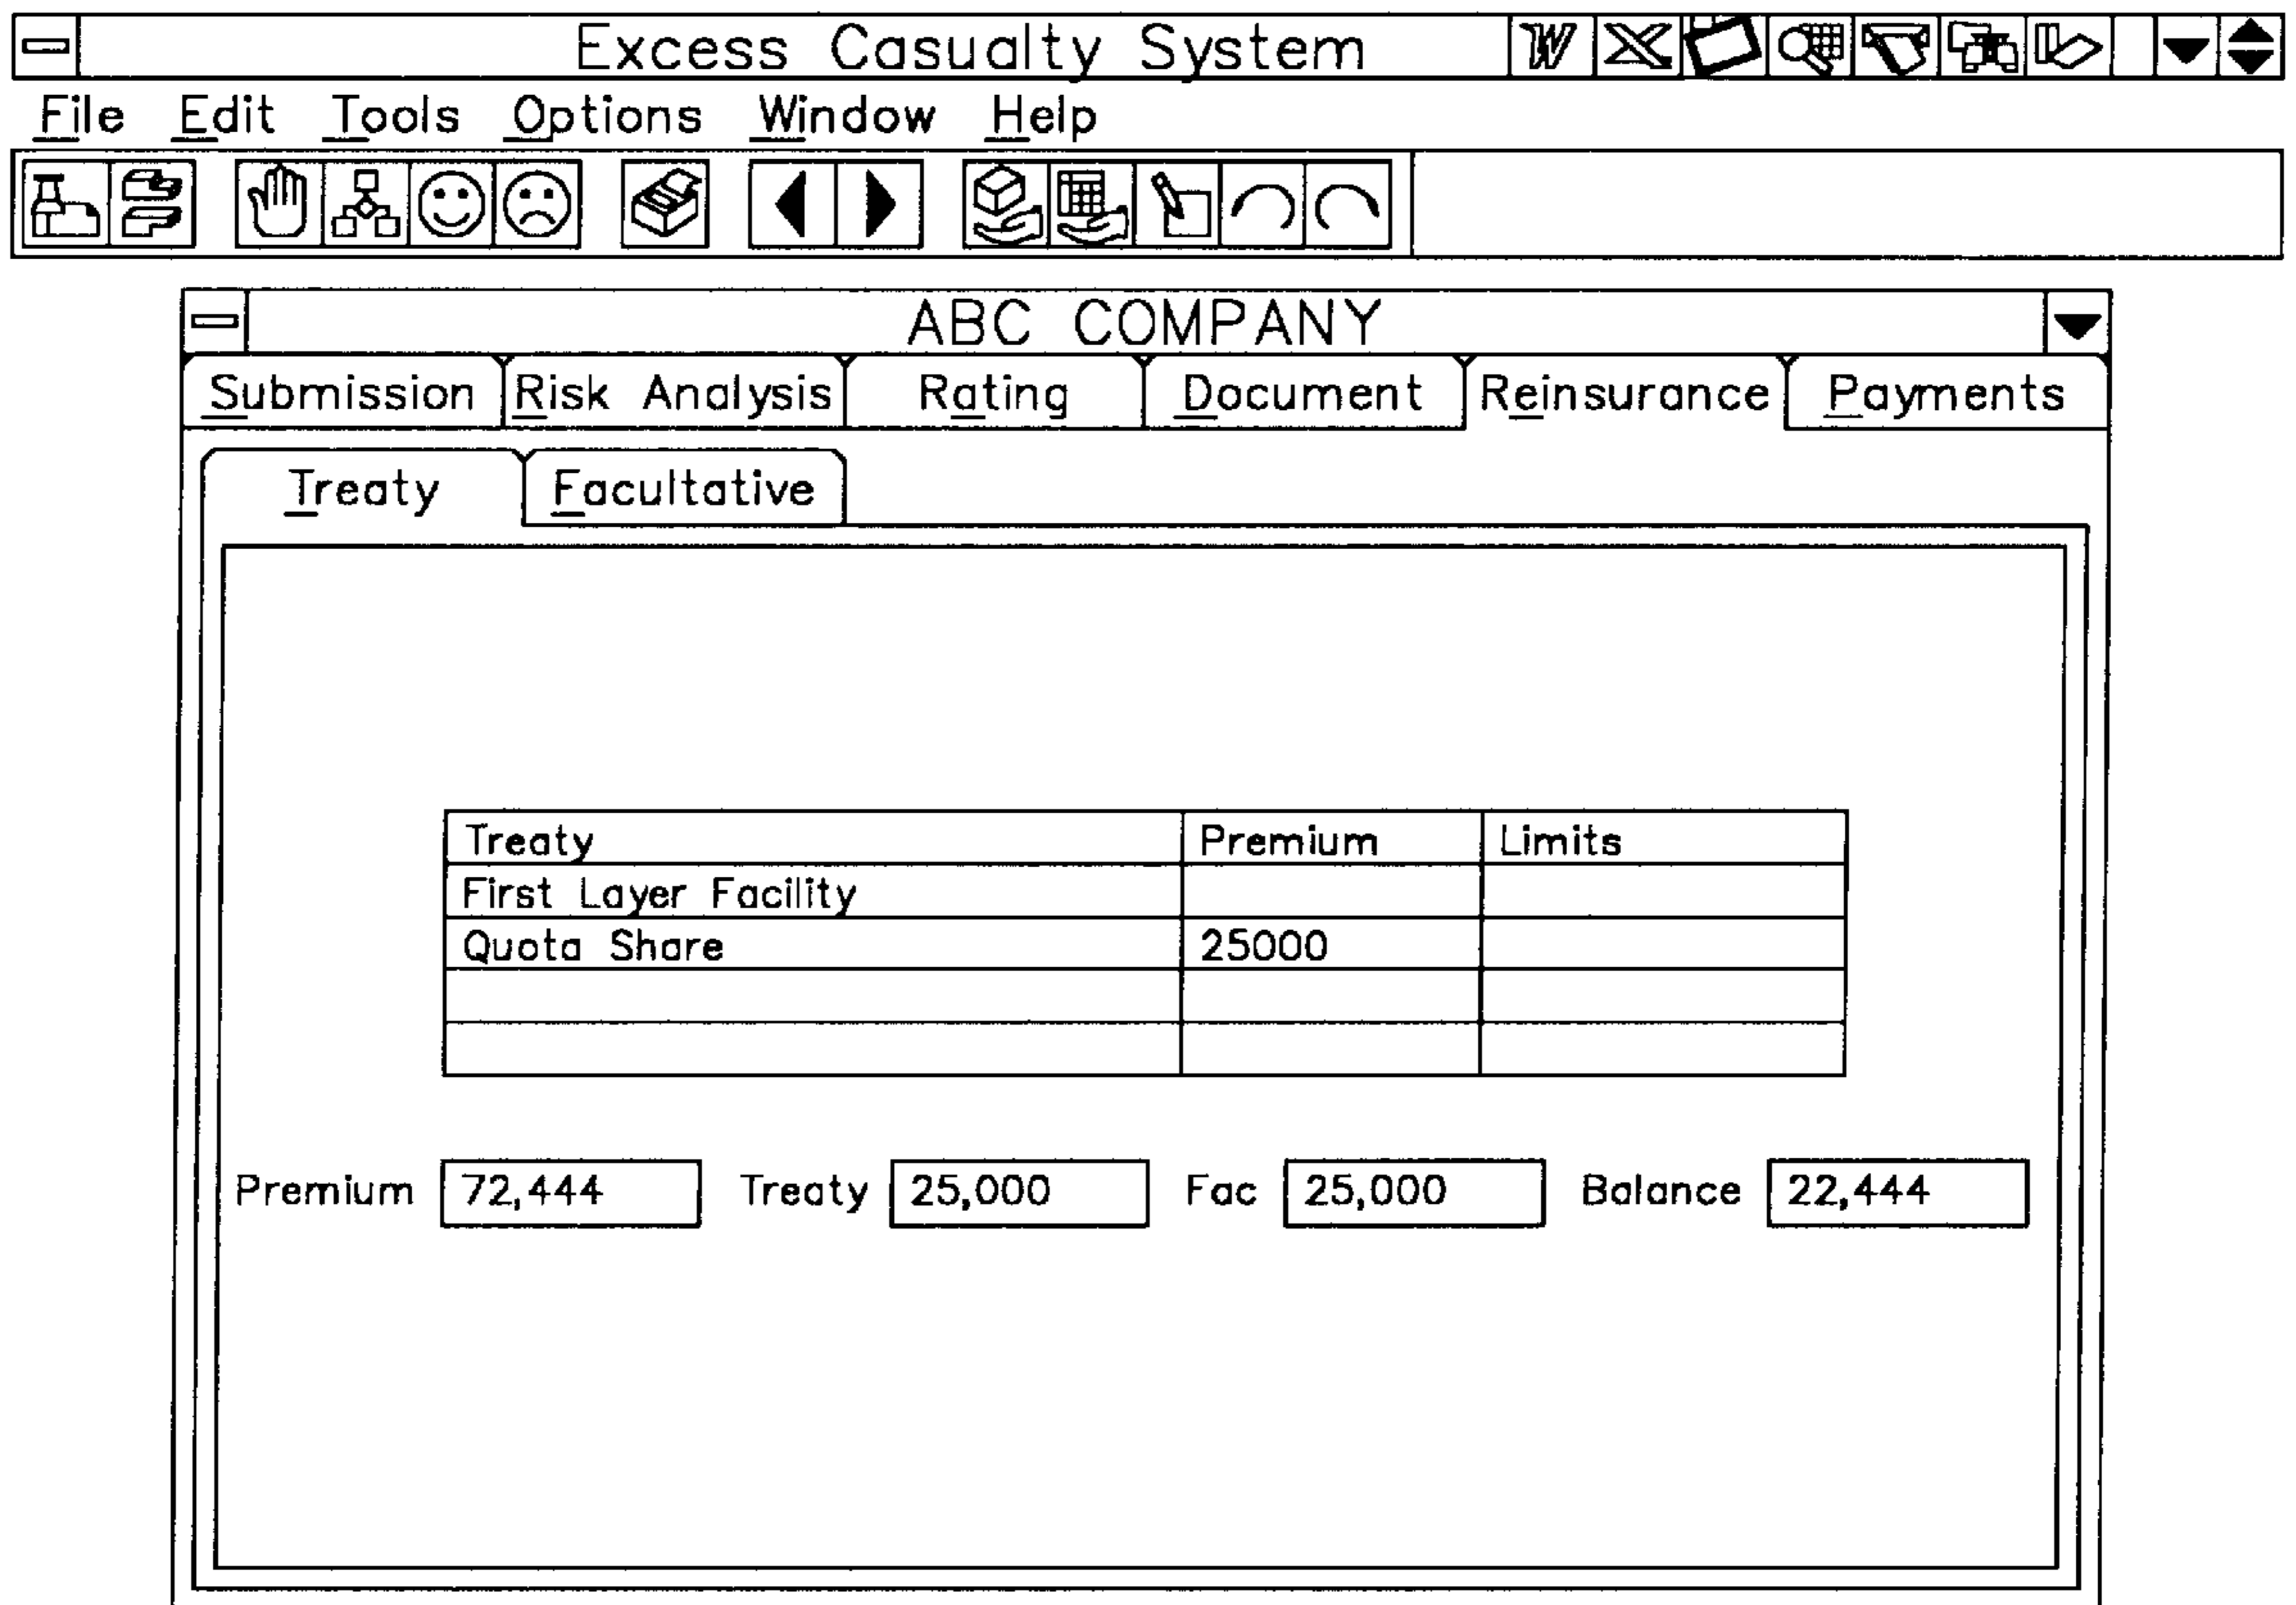 Excess Casualty System
File Edit Tools Options Window Help
ABC COMPANY
Submission Risk Analysis Rating Document Reinsurance Payments
Treaty Facultative
Treaty Premium Limits
First Layer Facility
Quota Share 25000
Premium 72,444 Treaty 25,000 Fac 25,000 Balance 22,444